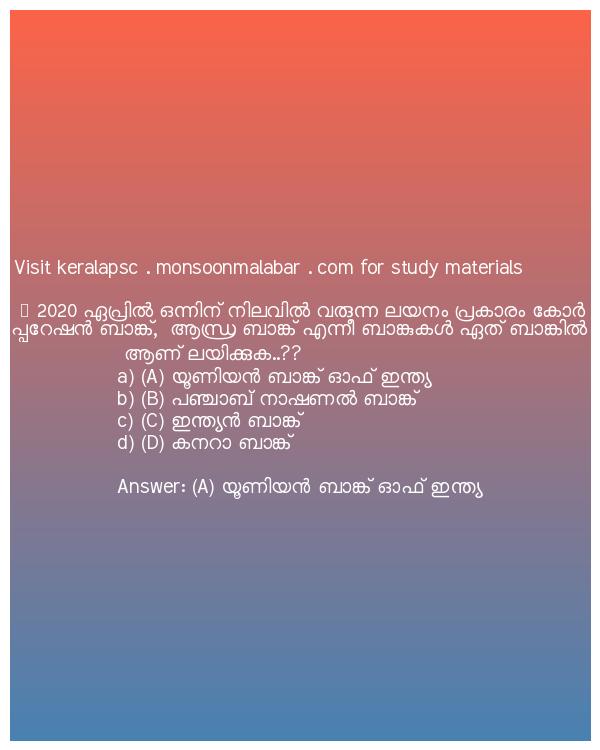 Visit keralapsc . monsoonmalabar . com for study materials
2020 ഏപ്രിൽ ഒന്നിന് നിലവിൽ വരുന്ന ലയനം പ്രകാരം കോർ
പ്പറേഷൻ ബാങ്ക്, ആന്ധ്ര ബാങ്ക് എന്നീ ബാങ്കുകൾ ഏത് ബാങ്കിൽ
ആണ് ലയിക്കുക..??
a) (A) യൂണിയൻ ബാങ്ക് ഓഫ് ഇന്ത്യ
b) (B) പഞ്ചാബ് നാഷണൽ ബാങ്ക്
c) (C) ഇന്ത്യൻ ബാങ്ക്
d) (D) കനറാ ബാങ്ക്
Answer: (A) യൂണിയൻ ബാങ്ക് ഓഫ് ഇന്ത്യ